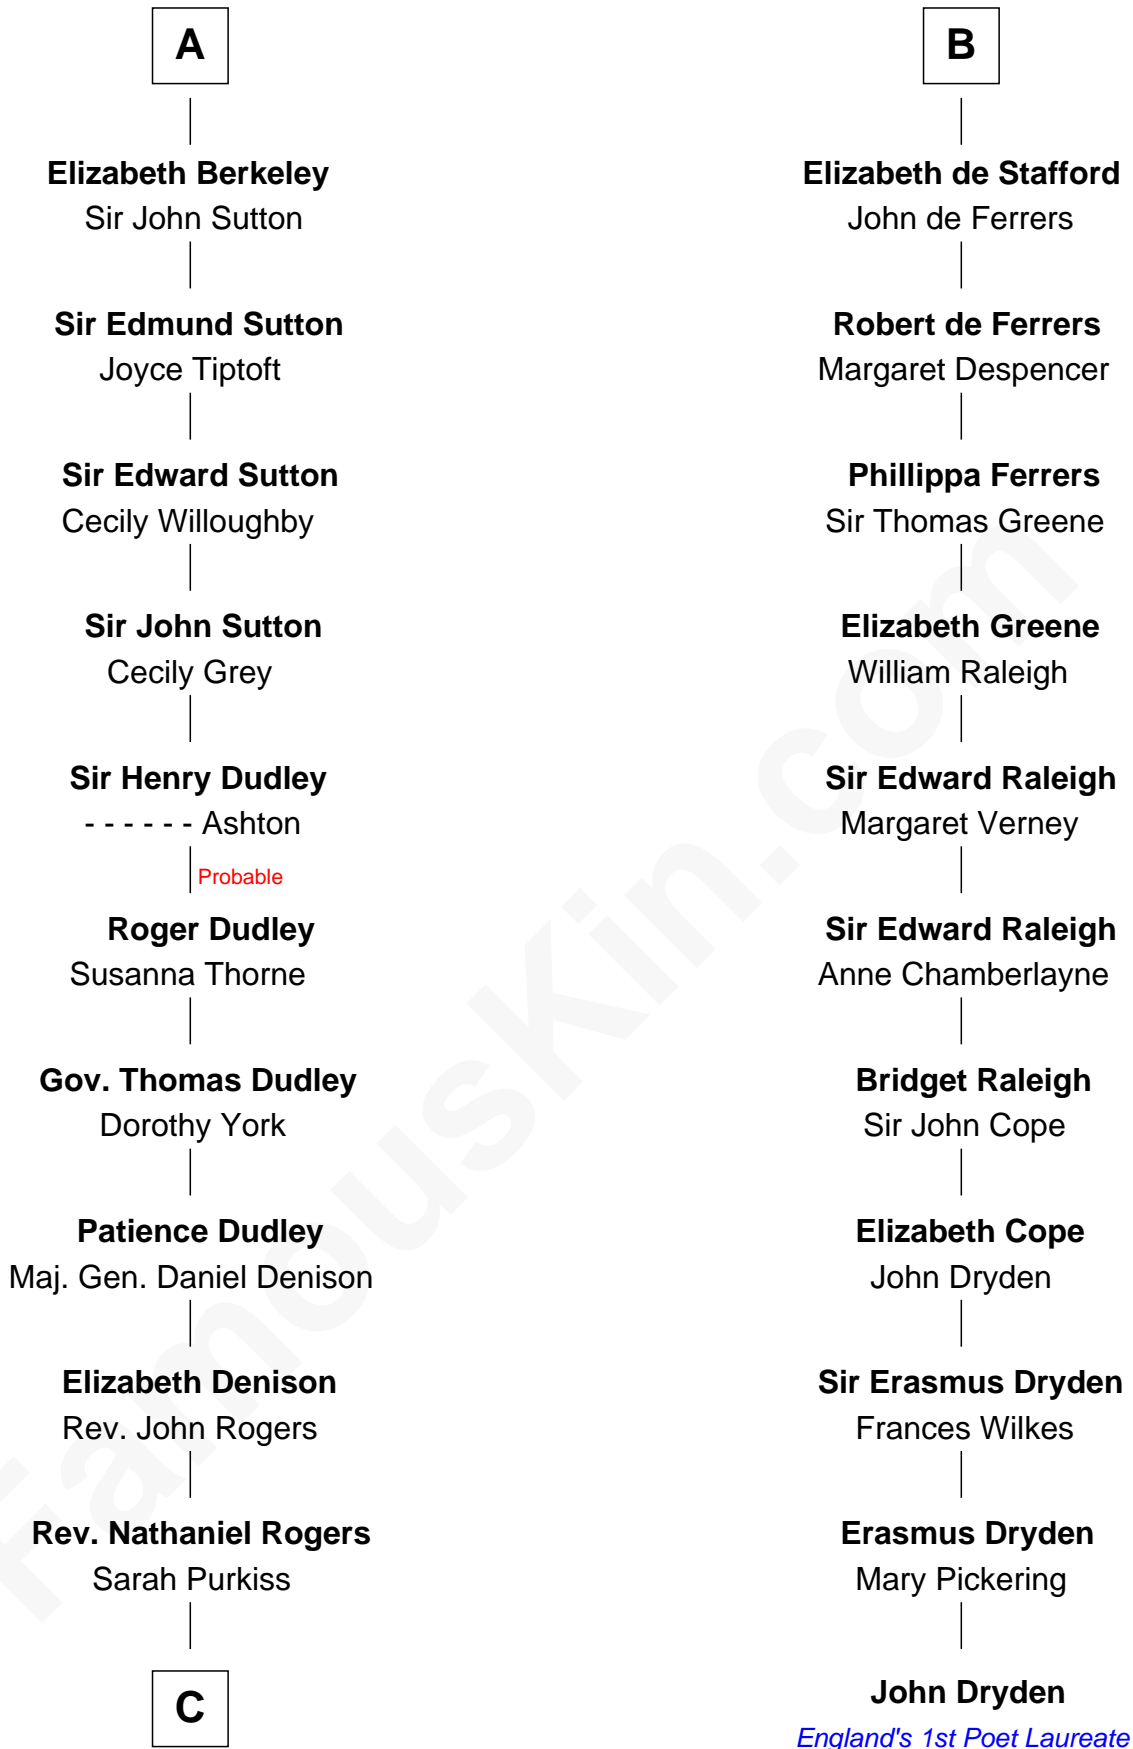 A
Elizabeth Berkeley
Sir John Sutton
Sir Edmund Sutton
Joyce Tiptoft
Sir Edward Sutton
Cecily Willoughby
Sir John Sutton
Cecily Grey
Sir Henry Dudley
- - - - - - Ashton
Probable
Roger Dudley
Susanna Thorne
Gov. Thomas Dudley
Dorothy York
Patience Dudley
Maj. Gen. Daniel Denison
Elizabeth Denison
Rev. John Rogers
Rev. Nathaniel Rogers
Sarah Purkiss
C
B
Elizabeth de Stafford
John de Ferrers
Robert de Ferrers
Margaret Despencer
Phillippa Ferrers
Sir Thomas Greene
Elizabeth Greene
William Raleigh
Sir Edward Raleigh
Margaret Verney
Sir Edward Raleigh
Anne Chamberlayne
Bridget Raleigh
Sir John Cope
Elizabeth Cope
John Dryden
Sir Erasmus Dryden
Frances Wilkes
Erasmus Dryden
Mary Pickering
John Dryden
England's 1st Poet Laureate
FamousKin.com